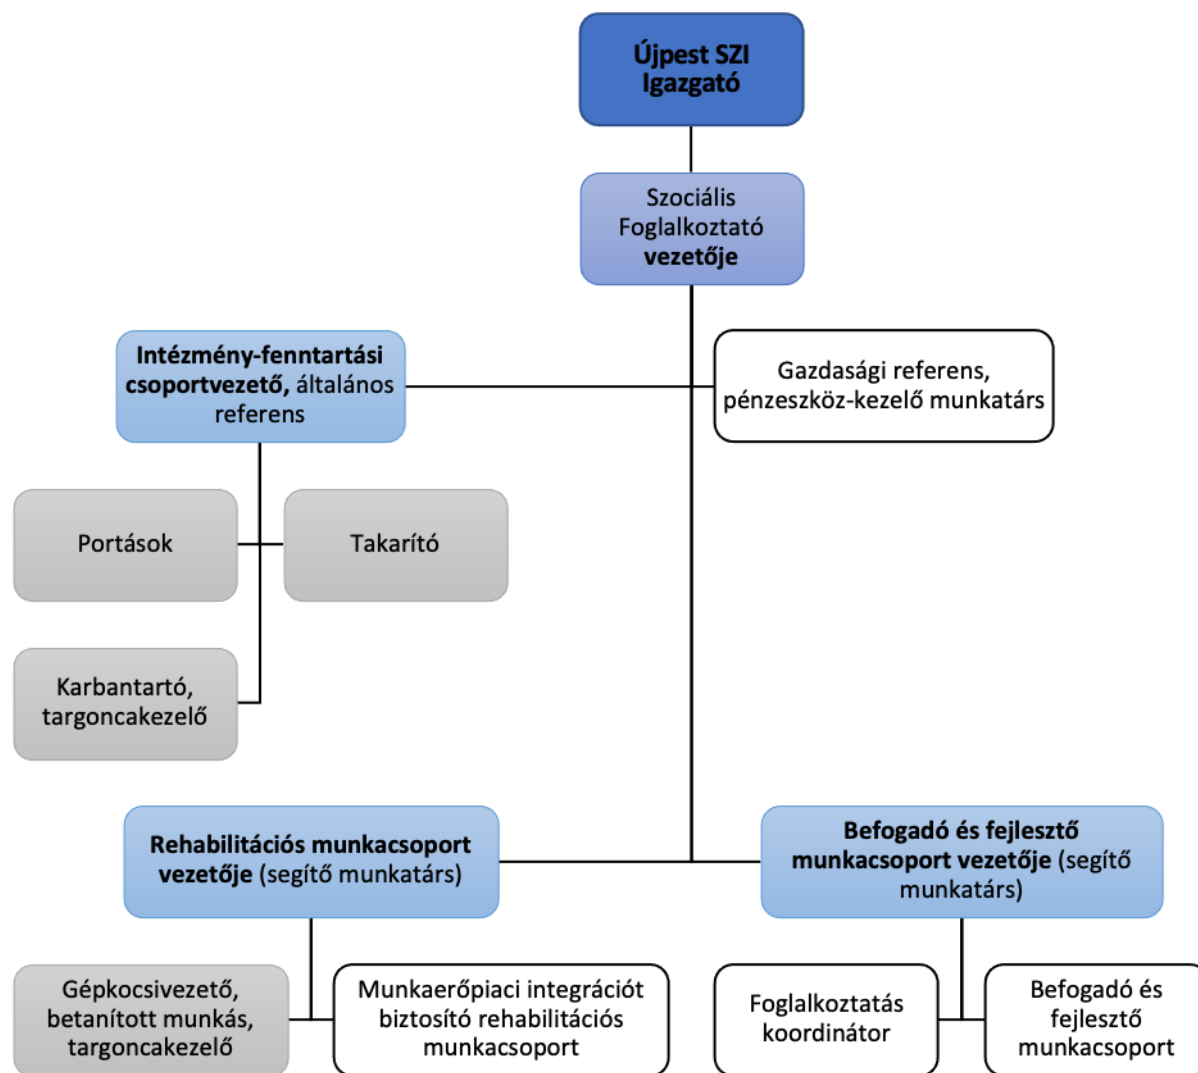 Újpest SZI
Igazgató
Szociális
Foglalkoztató
vezetője
Intézmény-fenntartási
csoportvezető, általános
referens
Gazdasági referens,
pénzeszköz-kezelő munkatárs
Portások
Takarító
Karbantartó,
targoncakezelő
Rehabilitációs munkacsoport
vezetője (segítő munkatárs)
Befogadó és fejlesztő
munkacsoport vezetője (segítő
munkatárs)
Gépkocsivezető,
betanított munkás,
targoncakezelő
Munkaerőpiaci integrációt
biztosító rehabilitációs
munkacsoport
Foglalkoztatás
koordinátor
Befogadó és
fejlesztő
munkacsoport